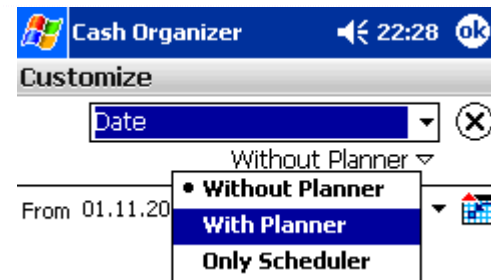 Cash Organizer 22:28 ok
Customize
Date
Without Planner
• Without Planner
From 01.11.20
With Planner
Only Scheduler